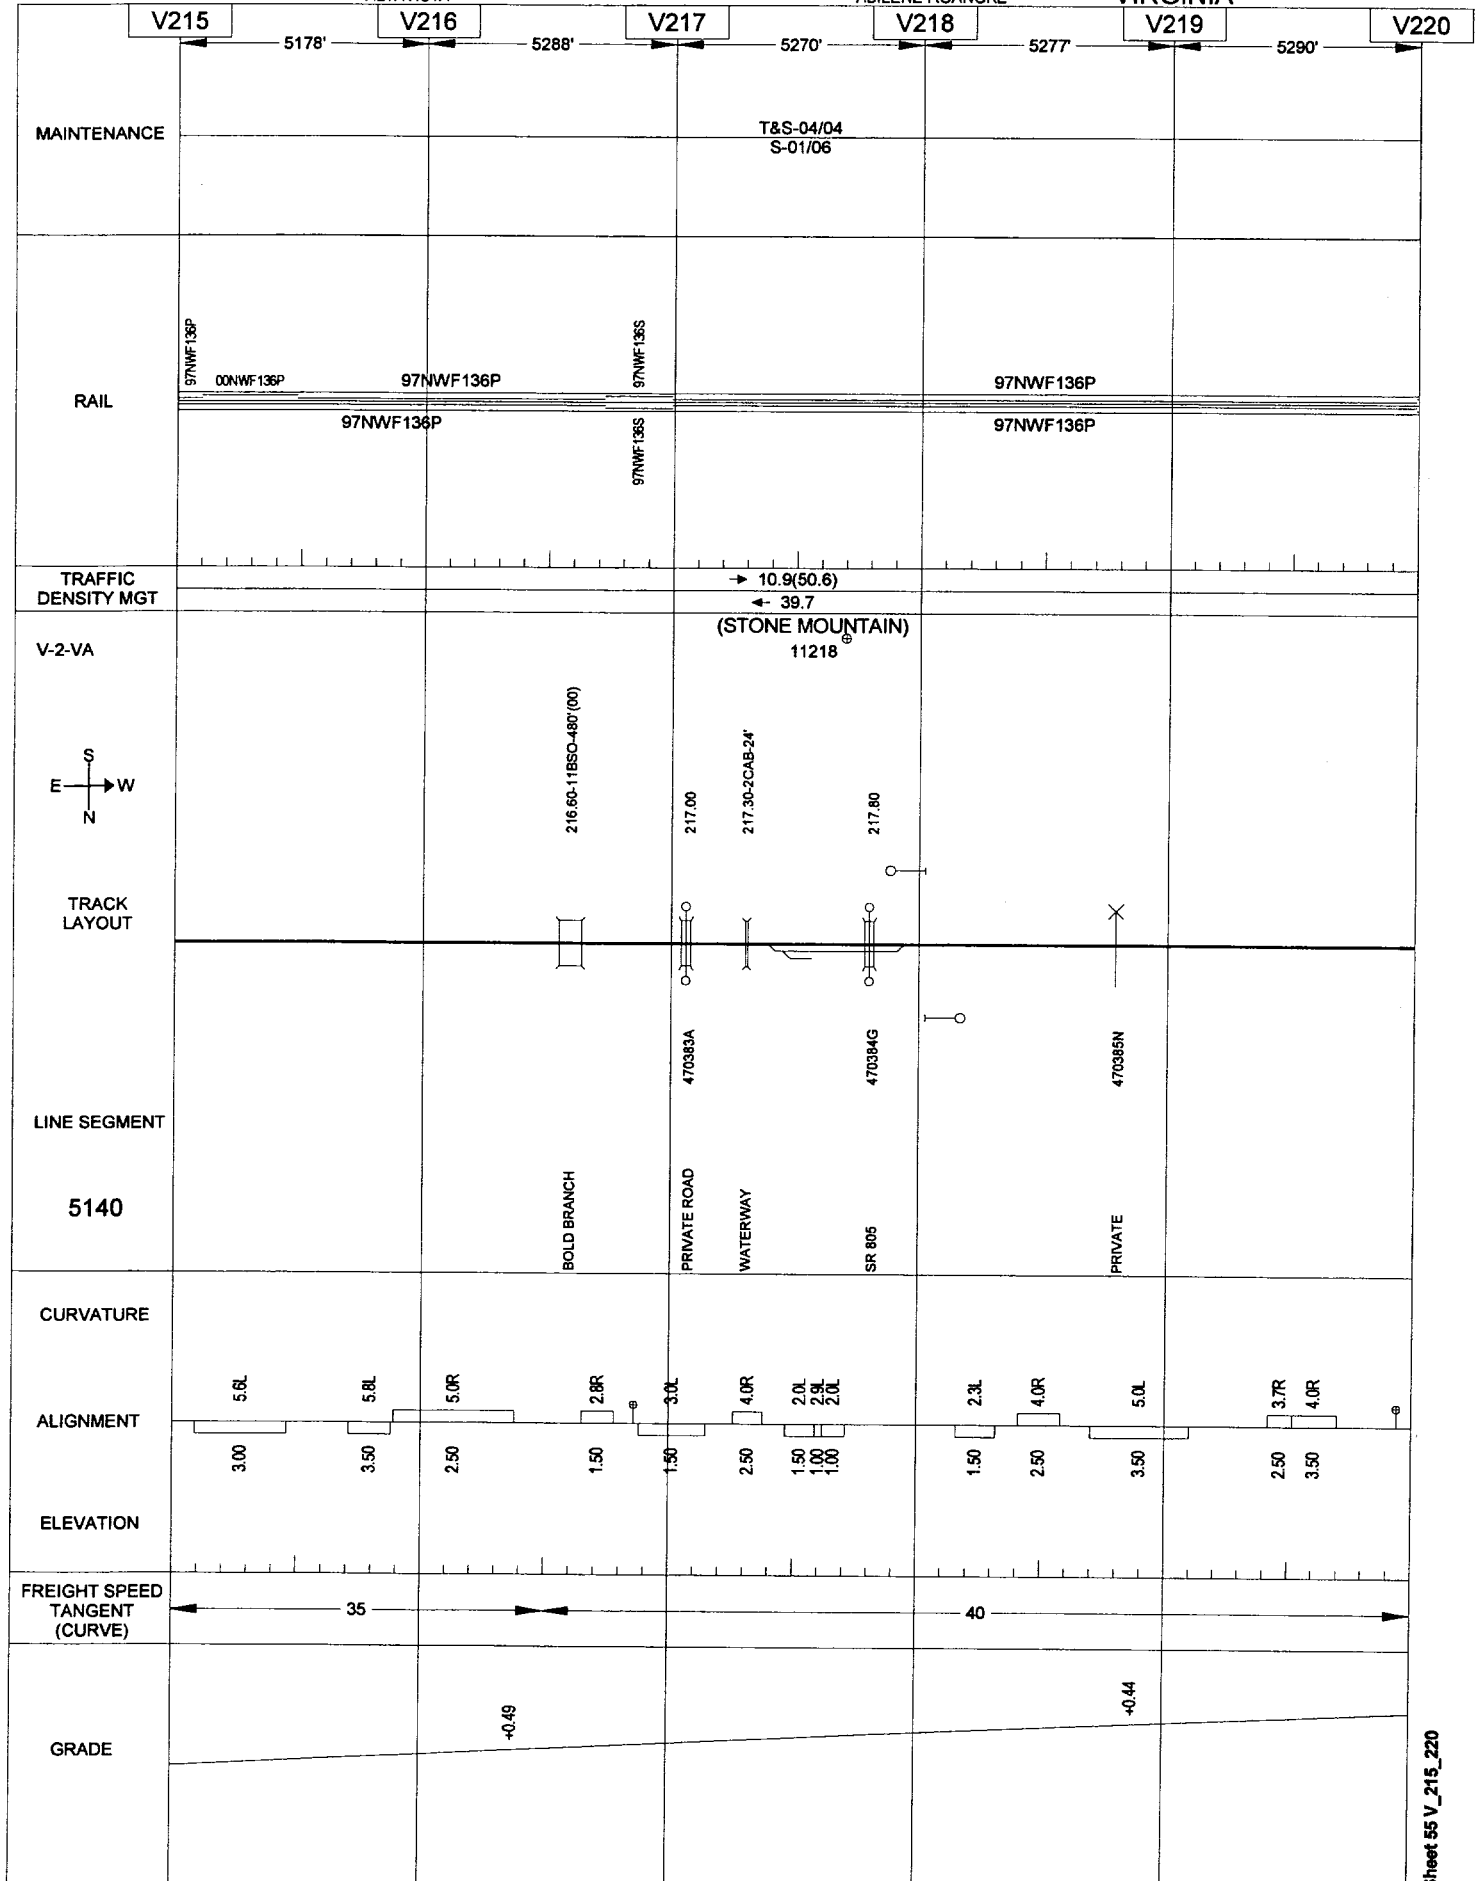 VIRGINIA
V215 V216 V217 V218 V219 V220
5178' 5288' 5270' 5277' 5290'
MAINTENANCE
T&S-04/04
S-01/06
97NWF136P
00NWF136P
97NWF136P
97NWF136S
97NWF136P
RAIL
97NWF136P
97NWF136S
97NWF136P
TRAFFIC
DENSITY MGT
→ 10.9(50.6)
← 39.7
(STONE MOUNTAIN)
11218
V-2-VA
S
E W
N
216.60-11BSO-480'(00)
217.00
217.30-2CAB-24'
217.80
TRACK
LAYOUT
470383A
470384G
470385N
LINE SEGMENT
5140
BOLD BRANCH
PRIVATE ROAD
WATERWAY
SR 805
PRIVATE
CURVATURE
5.6L 5.8L 5.0R 2.8R 3.0L 4.0R 2.0L 2.9L 2.0L 2.3L 4.0R 5.0L 3.7R 4.0R
ALIGNMENT
3.00 3.50 2.50 1.50 1.50 2.50 1.50 1.00 1.00 1.50 2.50 3.50 2.50 3.50
ELEVATION
FREIGHT SPEED
TANGENT
(CURVE)
35 40
+0.49
+0.44
GRADE
Sheet 55 V_215_220